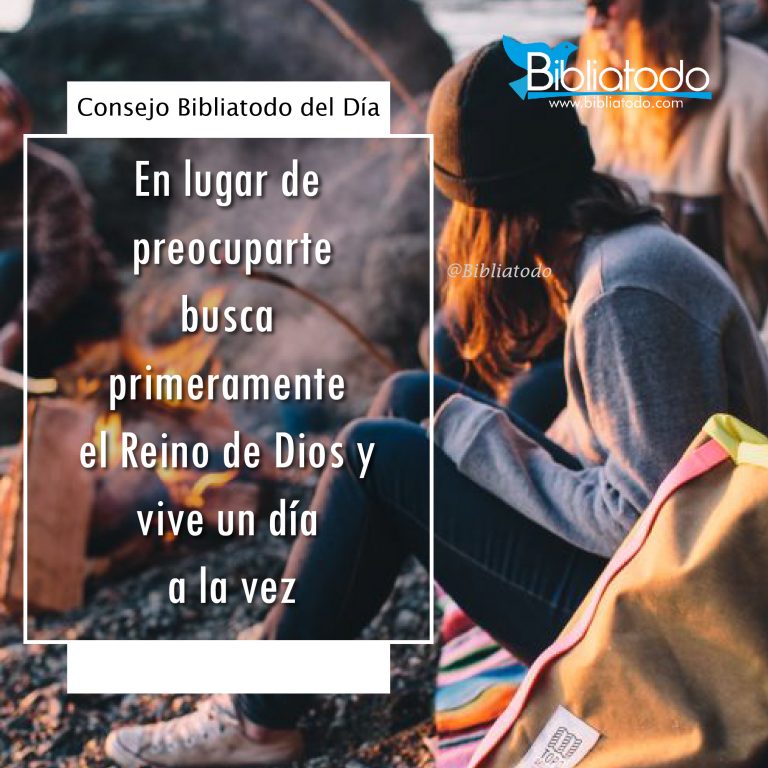 Bibliatodo
www.bibliatodo.com
Consejo Bibliatodo del Día
En lugar de
preocuparte
busca
primeramente
el Reino de Dios y
vive un día
a la vez
@Bibliatodo